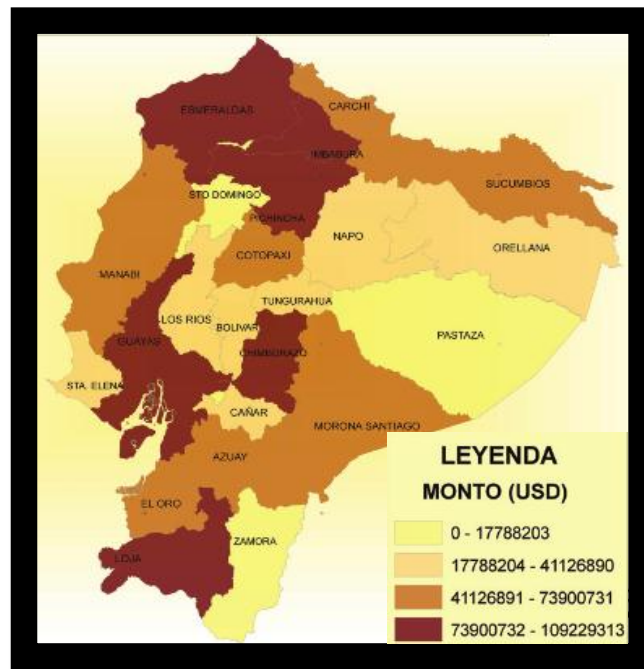 ESMERALDAS
CARCHI
IMBABURA
SUCUMBIOS
STO DOMINGO
PICHINCHA
NAPO
ORELLANA
COTOPAXI
MANABI
TUNGURAHUA
LOS RIOS
BOLIVAR
PASTAZA
GUAYAS
CHIMBORAZO
STA. ELENA
CAÑAR
MORONA SANTIAGO
AZUAY
EL ORO
ZAMORA
LOJA
LEYENDA
MONTO (USD)
0 - 17788203
17788204 - 41126890
41126891 - 73900731
73900732 - 109229313